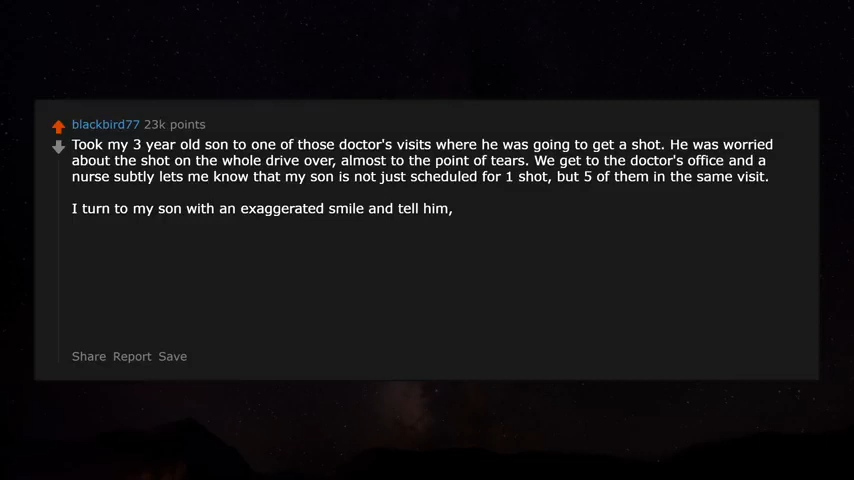 blackbird77 23k points
Took my 3 year old son to one of those doctor's visits where he was going to get a shot. He was worried
about the shot on the whole drive over, almost to the point of tears. We get to the doctor's office and a
nurse subtly lets me know that my son is not just scheduled for 1 shot, but 5 of them in the same visit.
I turn to my son with an exaggerated smile and tell him,
Share Report Save